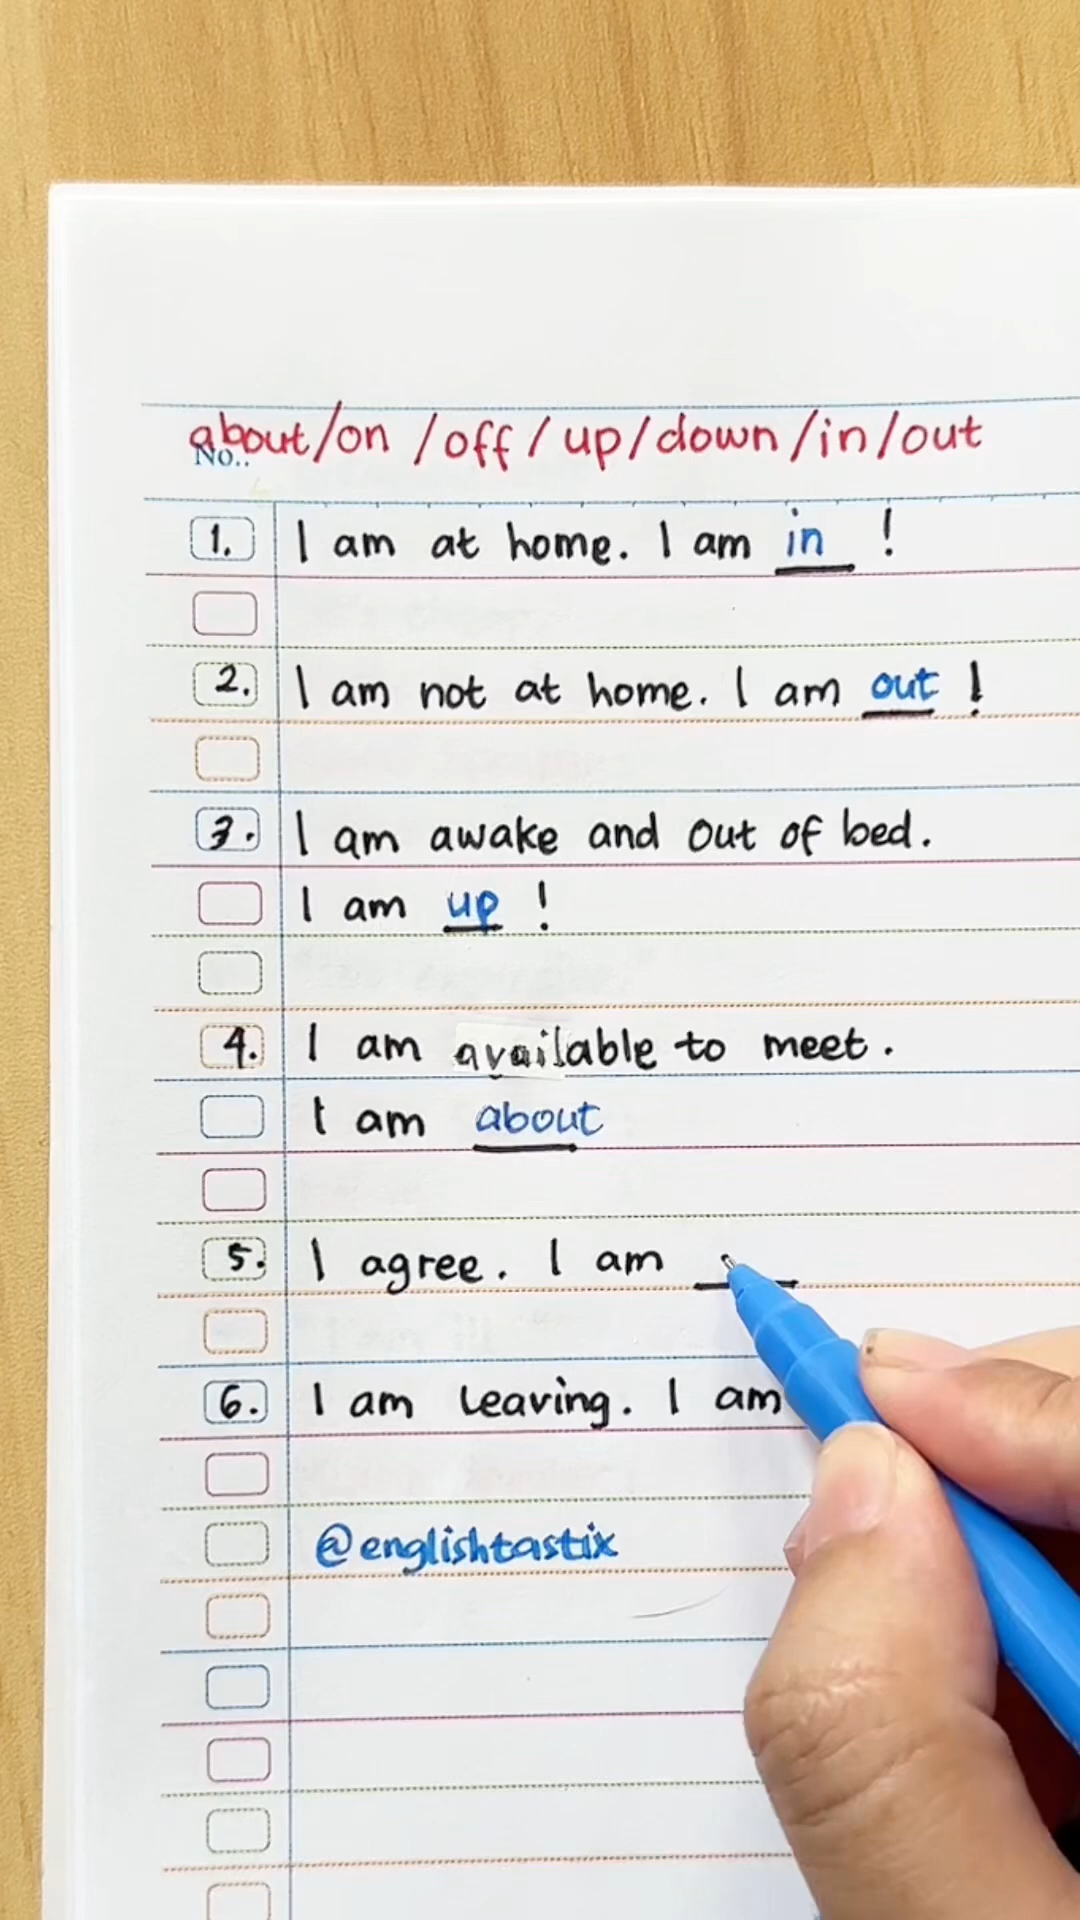 about/on/off/up/down/in/out
No..
1. I am at home. I am in !
2. I am not at home. I am out !
3. I am awake and out of bed.
I am up !
4. I am available to meet.
I am about
5. I agree. I am
6. I am leaving. I am
@englishtastix